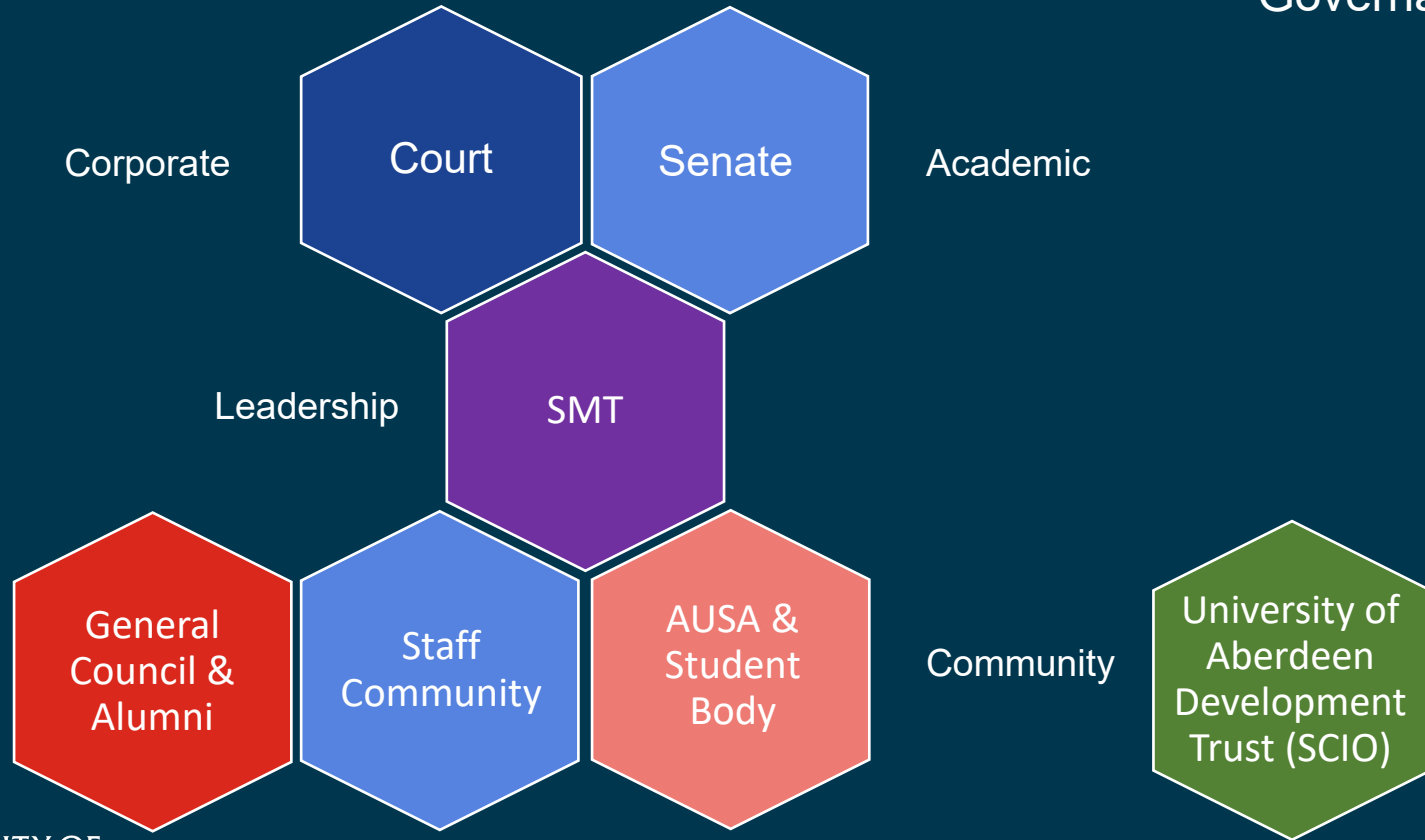 Corporate
Court
Senate
Academic
Leadership
SMT
General
Council &
Alumni
Staff
Community
AUSA &
Student
Body
Community
University of
Aberdeen
Development
Trust (SCIO)